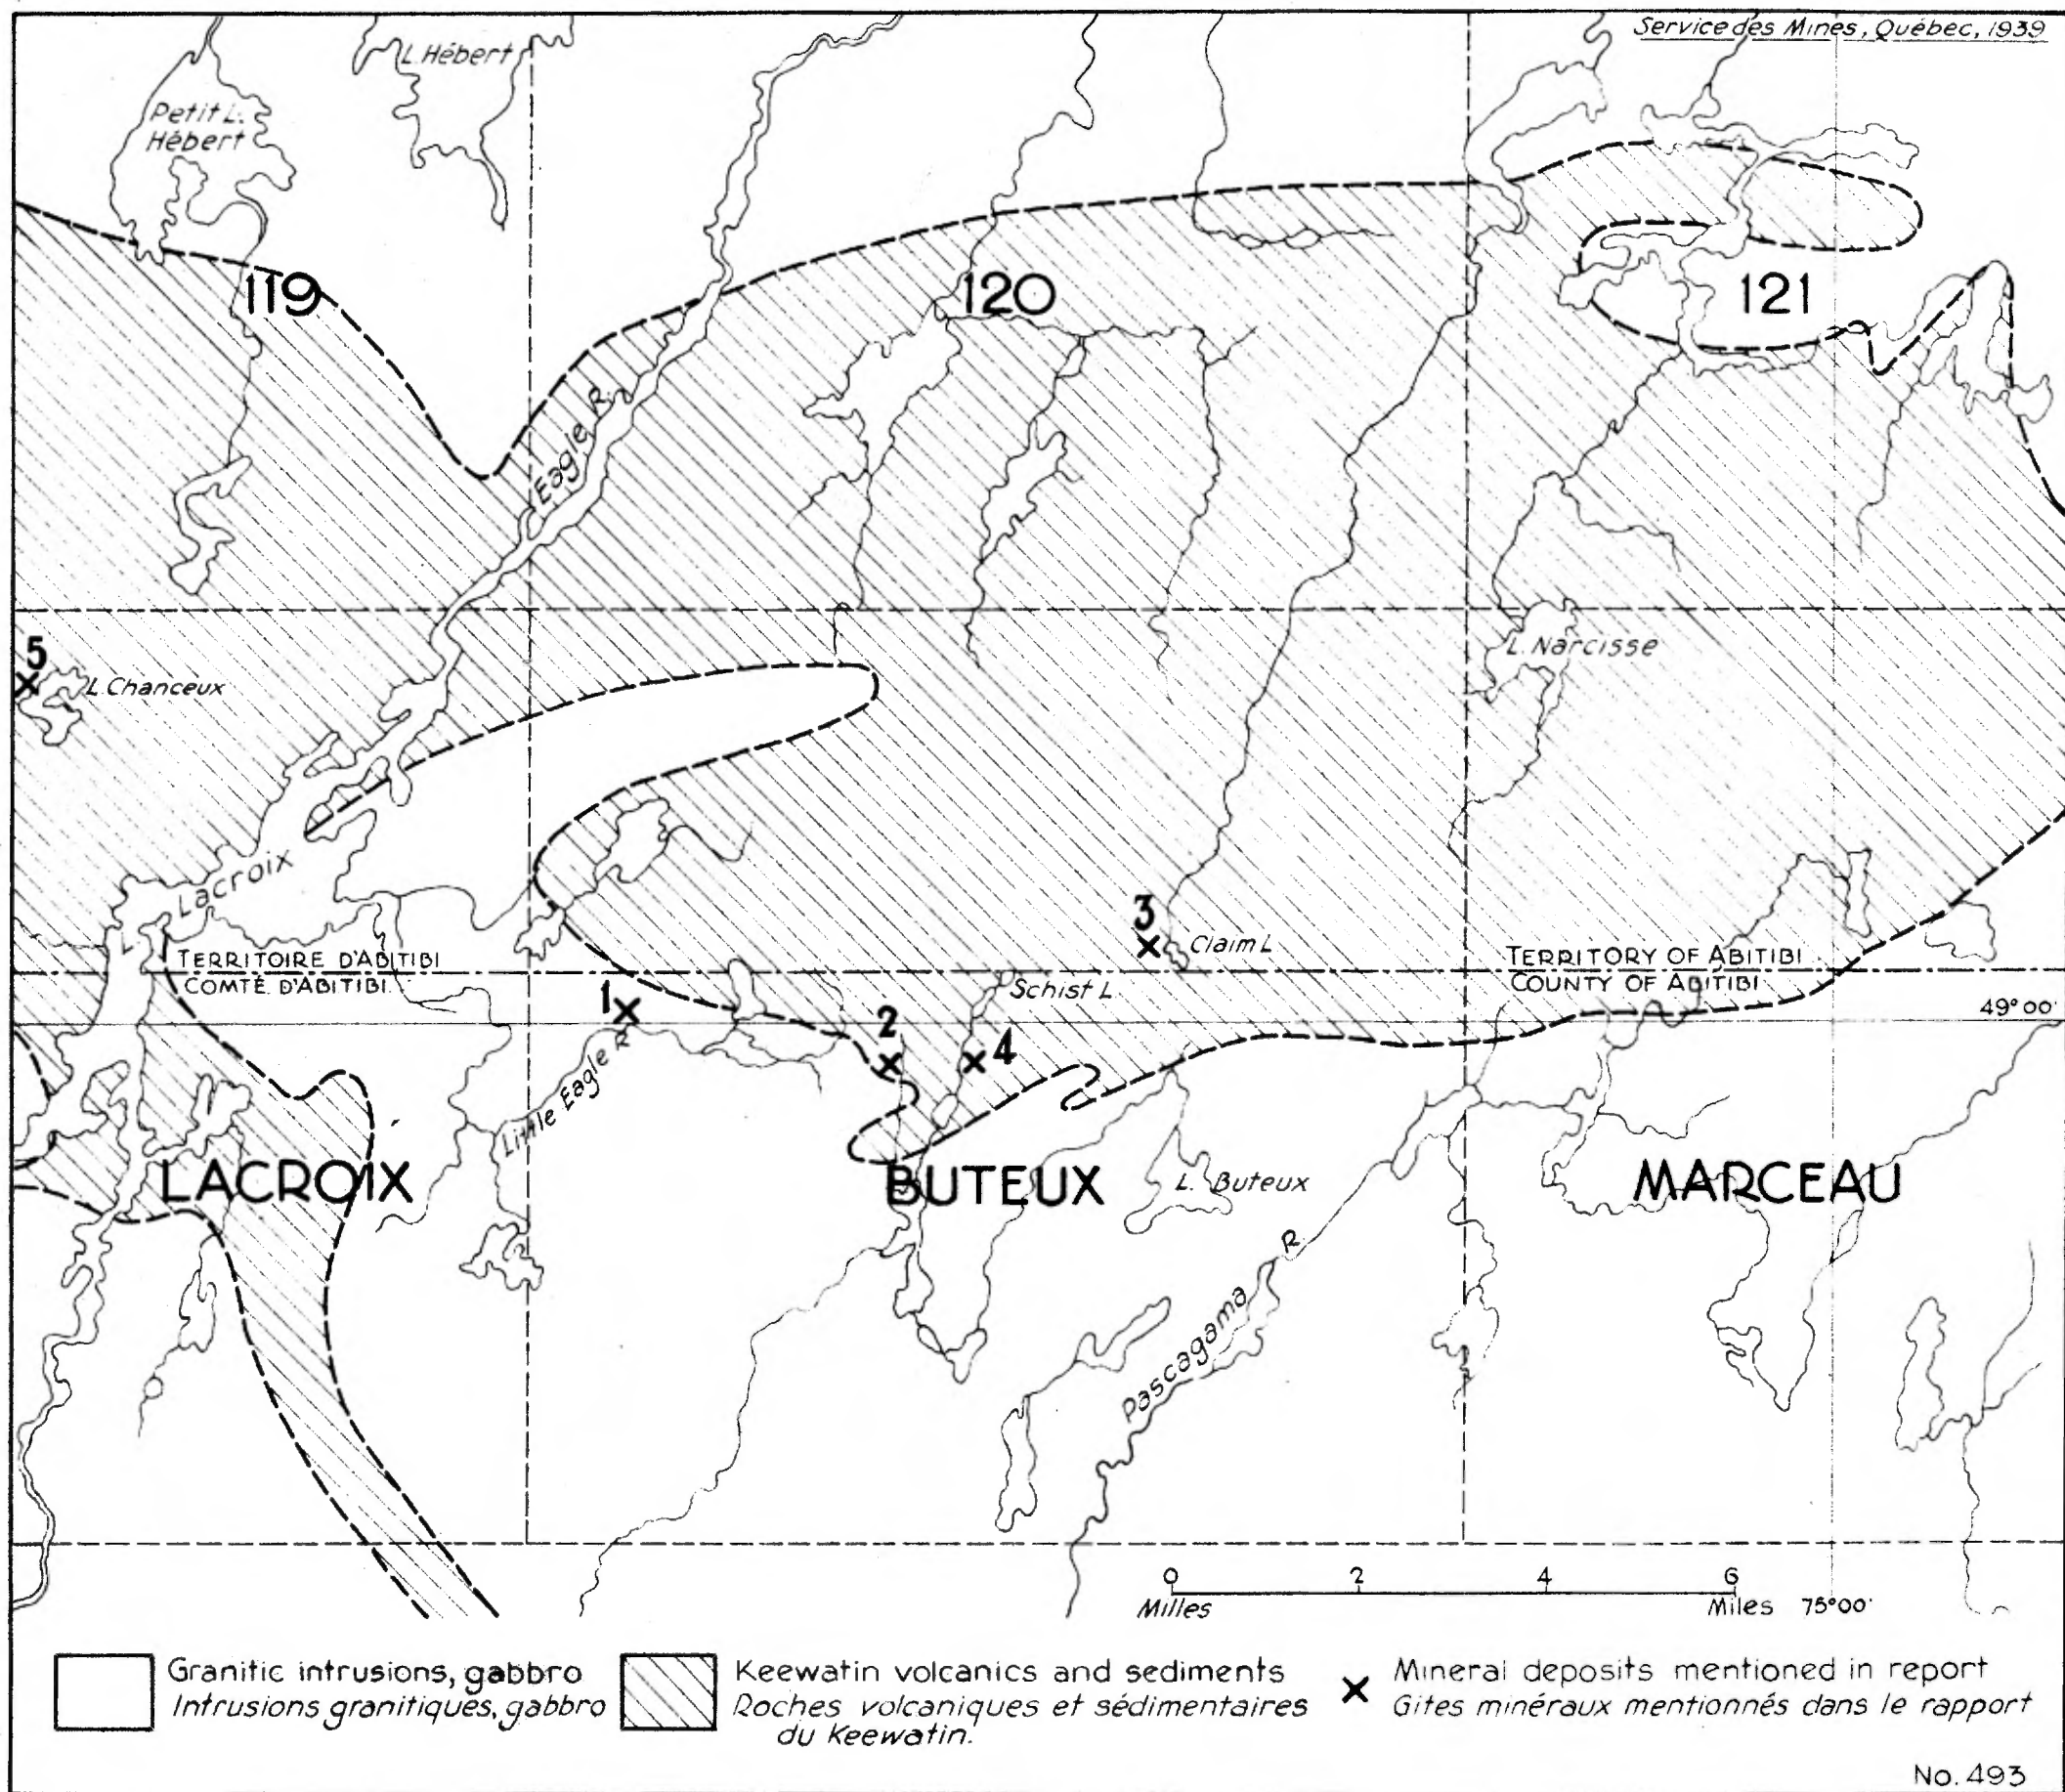 Service des Mines, Québec, 1939
L. Hébert
Petit L.
Hébert
119
120
121
Eagle R.
5
L. Chanceux
L. Narcisse
L. Lacroix
3
Claim L
TERRITOIRE D'ABITIBI
COMTÉ D'ABITIBI
TERRITORY OF ABITIBI
COUNTY OF ABITIBI
Schist L
1
2
4
49°00'
Little Eagle R
LACROIX
BUTEUX
L. Buteux
MARCEAU
Pascagama R
0 2 4 6
Milles Miles 75°00'
Granitic intrusions, gabbro
Intrusions granitiques, gabbro
Keewatin volcanics and sediments
Roches volcaniques et sédimentaires
du Keewatin.
Mineral deposits mentioned in report
Gîtes minéraux mentionnés dans le rapport
No. 493